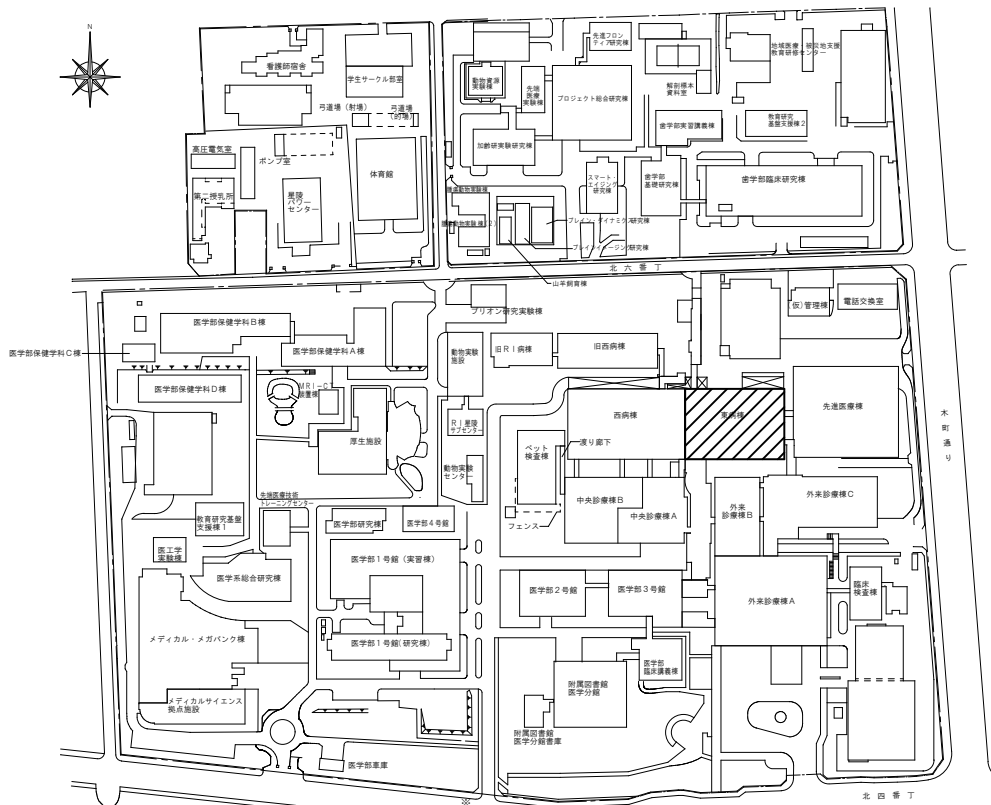 N
看護師宿舎
学生サークル部室
弓道場（射場）
弓道場
（的場）
高圧電気室
ポンプ室
第二授乳所
星陵
パワー
センター
体育館
先進フロン
ティア研究棟
動物資源
実験棟
先端
医療
実験棟
プロジェクト総合研究棟
解剖標本
資料室
地域医療・被災地支援
教育研修センター
加齢研実験研究棟
歯学部実習講義棟
教育研究
基盤支援棟2
スマート・
エイジング
研究棟
歯学部
基礎研究棟
歯学部臨床研究棟
ブレイン・ダイナミクス研究棟
ブレインイメージング研究棟
山羊飼育棟
北六番丁
プリオン研究実験棟
（仮）管理棟
電話交換室
医学部保健学科B棟
医学部保健学科C棟
医学部保健学科A棟
動物実験
施設
旧RI病棟
旧西病棟
医学部保健学科D棟
MRI－CT
装置棟
厚生施設
RI星陵
サブセンター
動物実験
センター
西病棟
東病棟
先進医療棟
木町通り
ペット
検査棟
渡り廊下
中央診療棟B
中央診療棟A
フェンス
外来
診療棟B
外来診療棟C
先端医療技術
トレーニングセンター
教育研究基盤
支援棟1
医学部研究棟
医学部4号館
医工学
実験棟
医学部1号館（実習棟）
医学系総合研究棟
医学部2号館
医学部3号館
外来診療棟A
臨床
検査棟
メディカル・メガバンク棟
医学部1号館(研究棟)
医学部
臨床講義棟
附属図書館
医学分館
メディカルサイエンス
拠点施設
附属図書館
医学分館書庫
医学部車庫
北四番丁